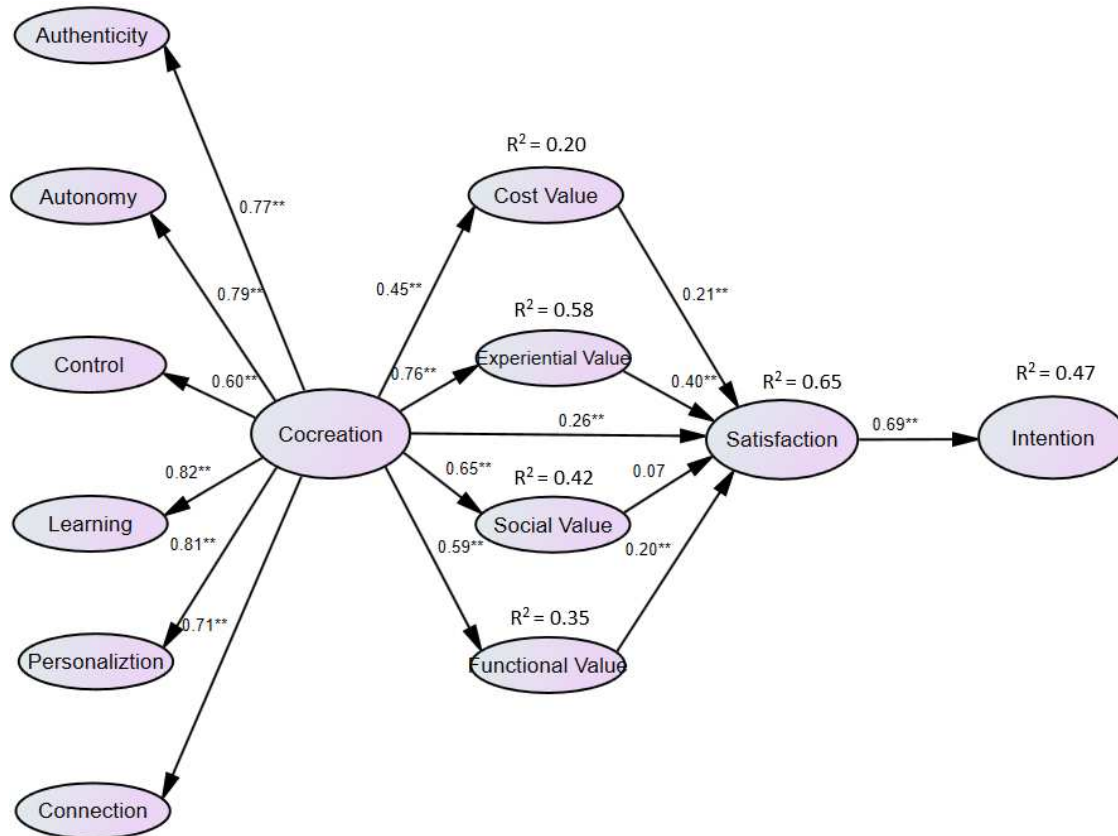 Authenticity
R² = 0.20
Cost Value
Autonomy
0.77**
0.79**
0.45**
0.21**
R² = 0.58
Control
Experiential Value
R² = 0.65
R² = 0.47
0.60**
0.76**
0.40**
Cocreation
0.26**
Satisfaction
0.69**
Intention
0.82**
0.65**
R² = 0.42
0.07
Learning
Social Value
0.81**
0.59**
0.20**
R² = 0.35
0.71**
Personaliztion
Functional Value
Connection